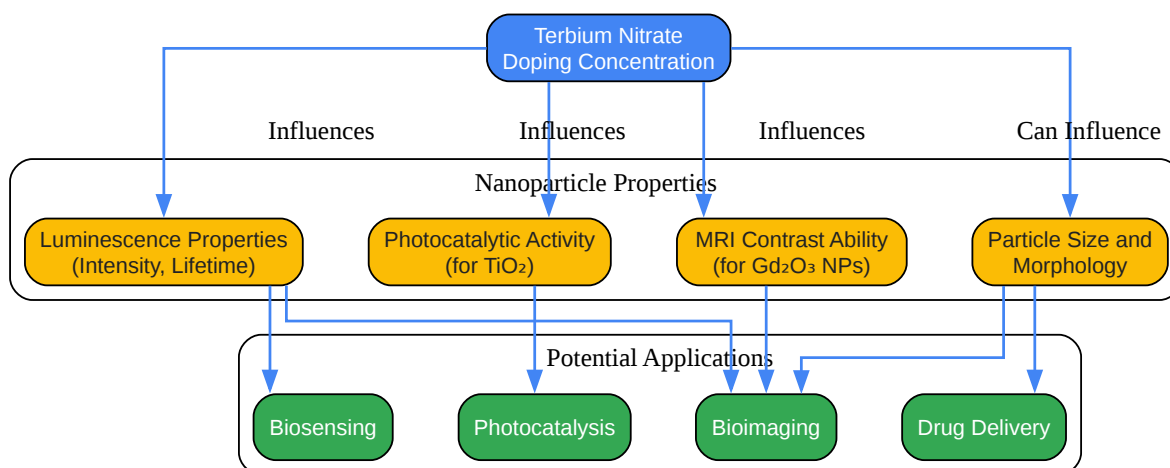 Terbium Nitrate
Doping Concentration
Influences
Influences
Influences
Can Influence
Nanoparticle Properties
Luminescence Properties
(Intensity, Lifetime)
Photocatalytic Activity
(for TiO₂)
MRI Contrast Ability
(for Gd₂O₃ NPs)
Particle Size and
Morphology
Potential Applications
Biosensing
Photocatalysis
Bioimaging
Drug Delivery